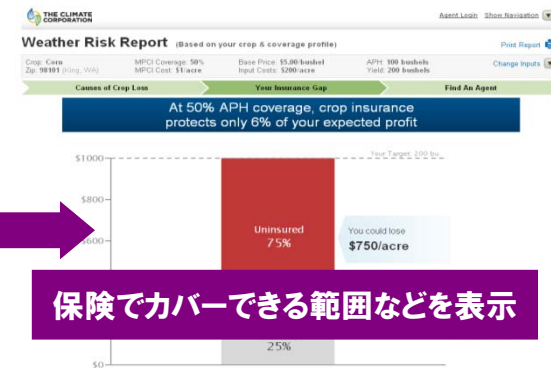 THE CLIMATE
CORPORATION
Agent Login Show Navigation
Weather Risk Report (Based on your crop & coverage profile)
Print Report
Crop: Corn
Zip: 98101 (King, WA)
MPCI Coverage: 50%
MPCI Cost: $1/acre
Base Price: $5.00/bushel
Input Costs: $200/acre
APH: 100 bushels
Yield: 200 bushels
Change Inputs
Causes of Crop Loss
Your Insurance Gap
Find An Agent
At 50% APH coverage, crop insurance
protects only 6% of your expected profit
Your Target: 200 bu.
$1000
$800
$600
Uninsured
75%
You could lose
$750/acre
保険でカバーできる範囲などを表示
25%
$0